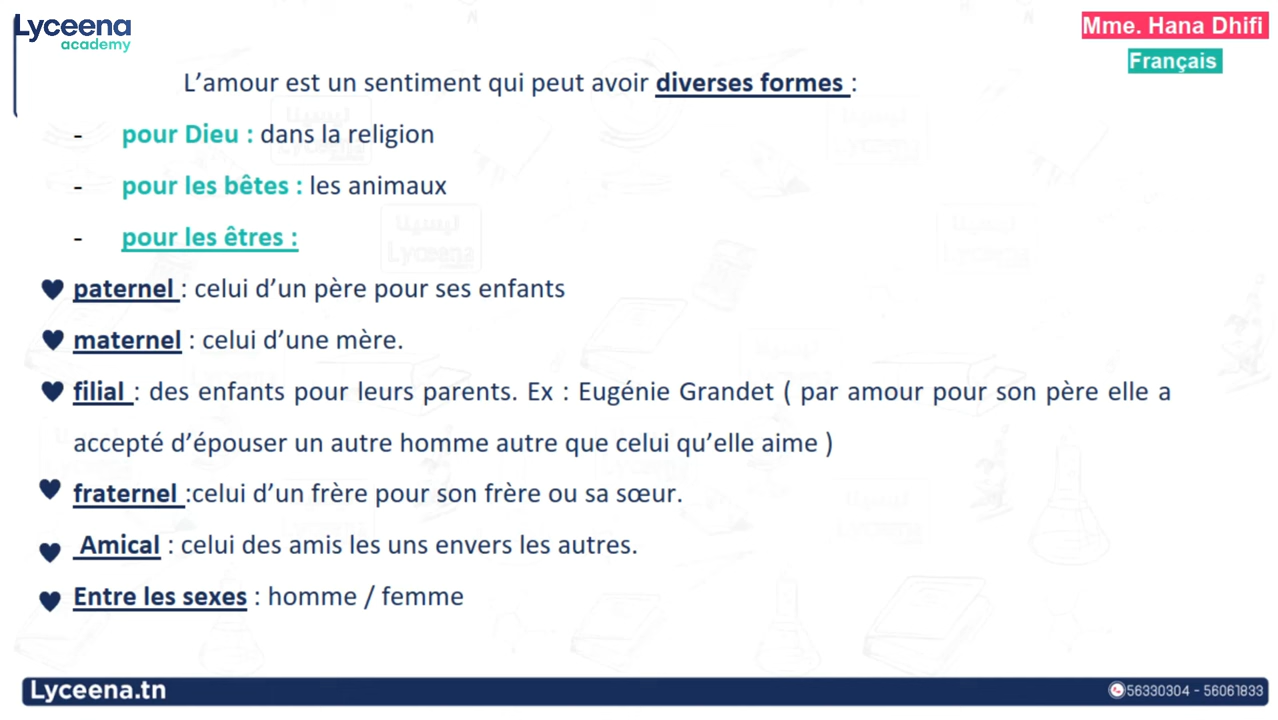 Lyceena
academy
Mme. Hana Dhifi
Français
L’amour est un sentiment qui peut avoir diverses formes :
- pour Dieu : dans la religion
- pour les bêtes : les animaux
- pour les êtres :
paternel : celui d’un père pour ses enfants
maternel : celui d’une mère.
filial : des enfants pour leurs parents. Ex : Eugénie Grandet ( par amour pour son père elle a
accepté d’épouser un autre homme autre que celui qu’elle aime )
fraternel :celui d’un frère pour son frère ou sa sœur.
Amical : celui des amis les uns envers les autres.
Entre les sexes : homme / femme
ليسينا
Lyceena
Lyceena.tn
56330304 - 56061833